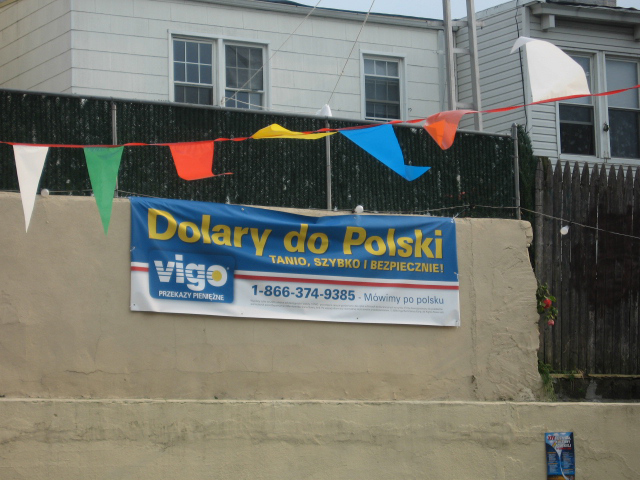 Dolary do Polski
TANIO, SZYBKO I BEZPIECZNIE!
vigo
PRZEKAZY PIENIĘŻNE
1-866-374-9385 - Mówimy po polsku